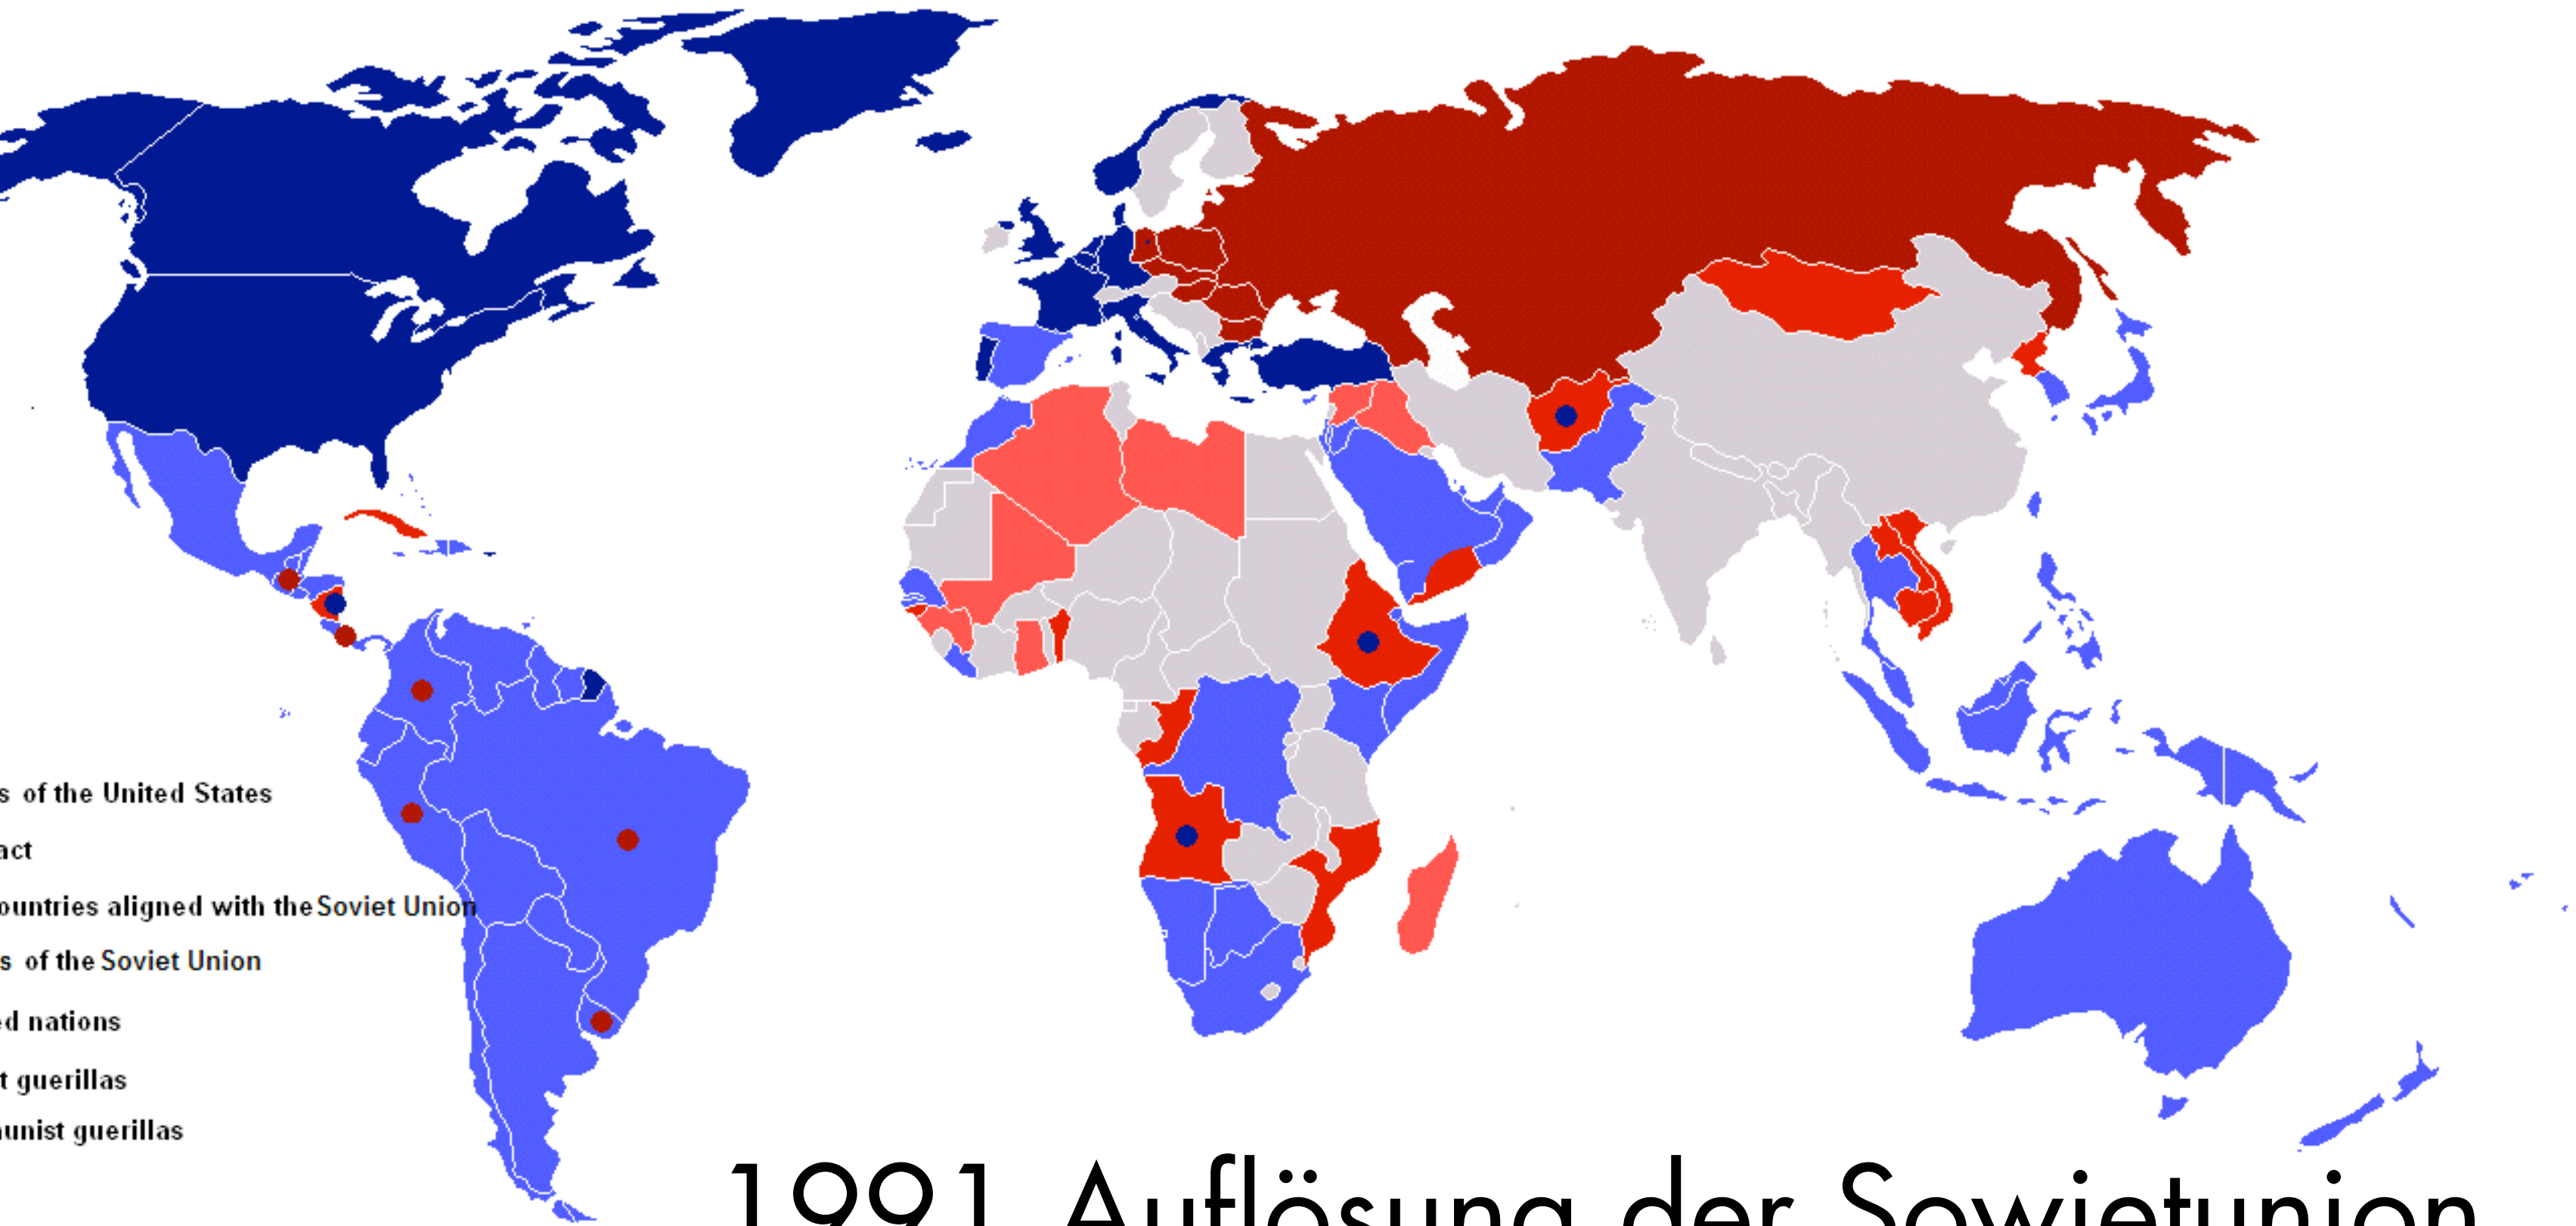 s of the United States
act
ountries aligned with the Soviet Union
s of the Soviet Union
ed nations
t guerillas
unist guerillas
1991 Auflösung der Sowjetunion